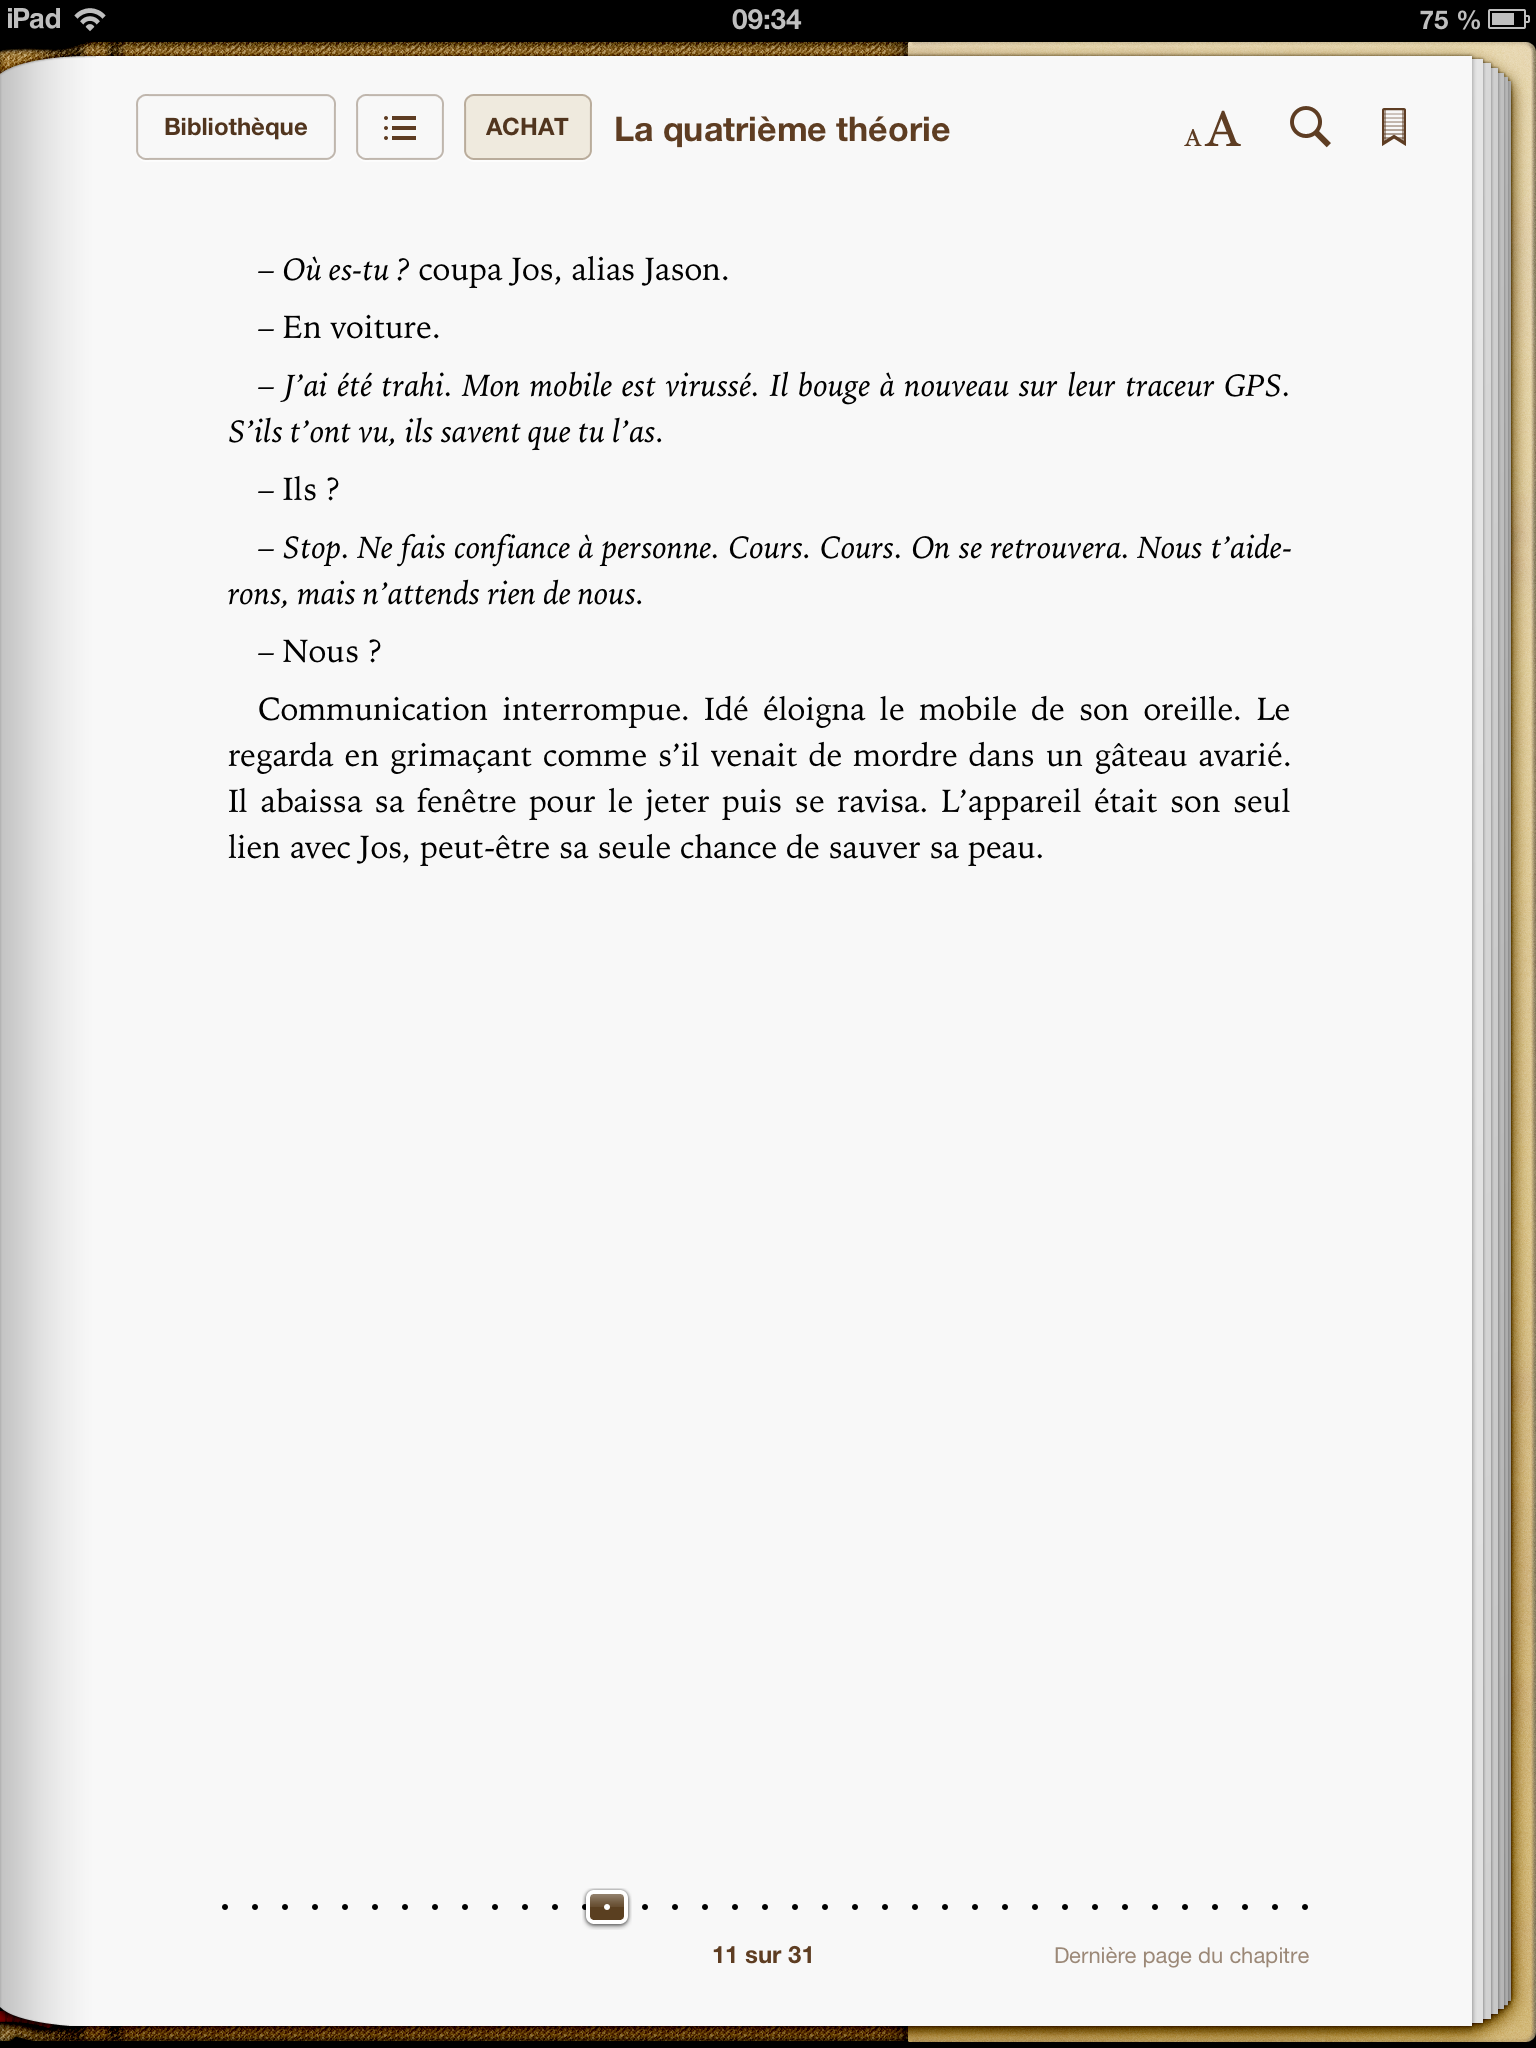 iPad 09:34 75 %
Bibliothèque ACHAT La quatrième théorie AA
– Où es-tu ? coupa Jos, alias Jason.
– En voiture.
– J’ai été trahi. Mon mobile est virussé. Il bouge à nouveau sur leur traceur GPS.
S’ils t’ont vu, ils savent que tu l’as.
– Ils ?
– Stop. Ne fais confiance à personne. Cours. Cours. On se retrouvera. Nous t’aide-
rons, mais n’attends rien de nous.
– Nous ?
Communication interrompue. Idé éloigna le mobile de son oreille. Le
regarda en grimaçant comme s’il venait de mordre dans un gâteau avarié.
Il abaissa sa fenêtre pour le jeter puis se ravisa. L’appareil était son seul
lien avec Jos, peut-être sa seule chance de sauver sa peau.
11 sur 31 Dernière page du chapitre